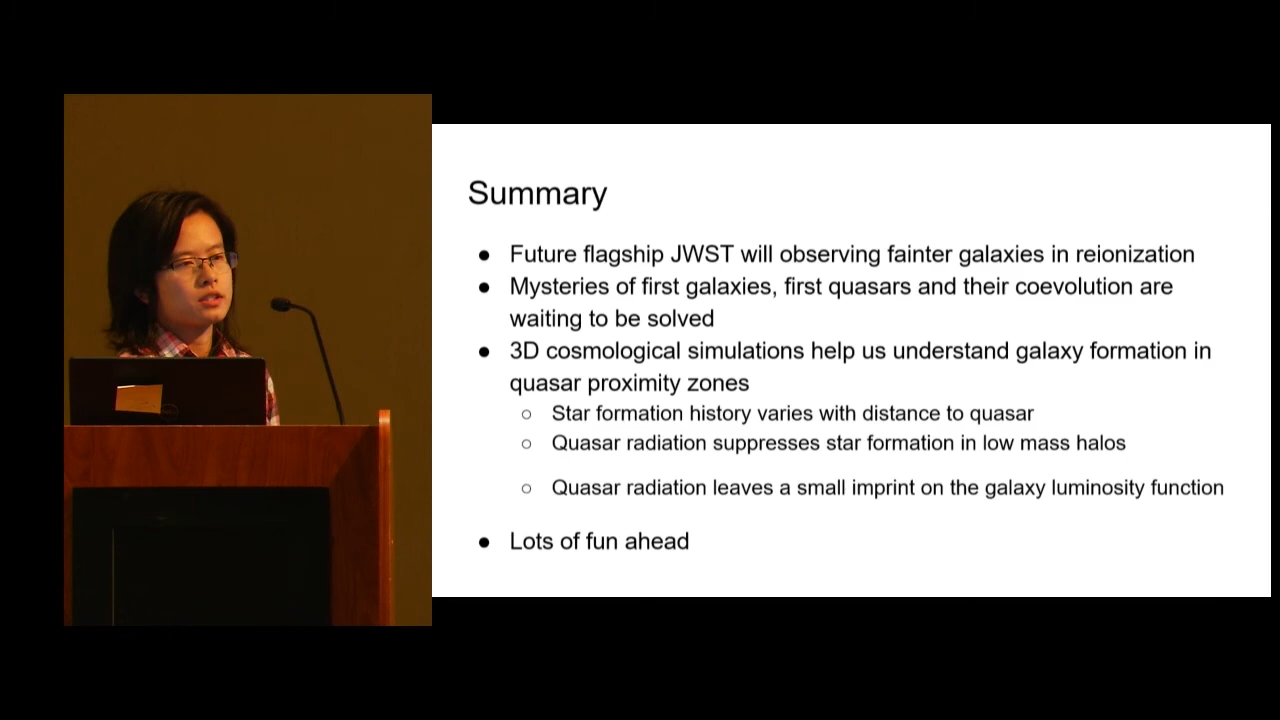 Summary
● Future flagship JWST will observing fainter galaxies in reionization
● Mysteries of first galaxies, first quasars and their coevolution are
waiting to be solved
● 3D cosmological simulations help us understand galaxy formation in
quasar proximity zones
○ Star formation history varies with distance to quasar
○ Quasar radiation suppresses star formation in low mass halos
○ Quasar radiation leaves a small imprint on the galaxy luminosity function
● Lots of fun ahead